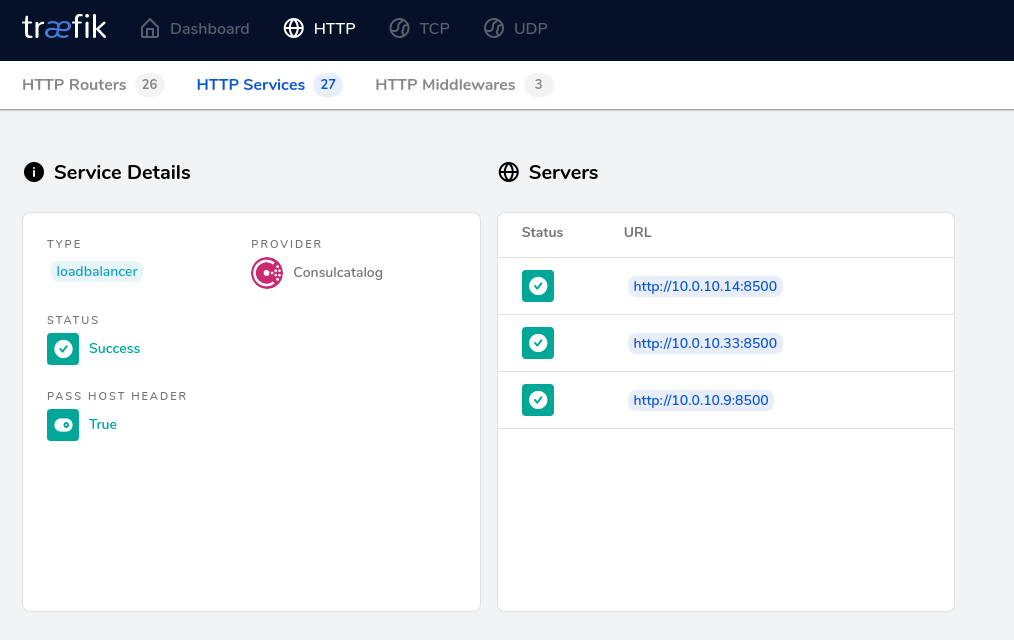 træfik Dashboard HTTP TCP UDP
HTTP Routers 26 HTTP Services 27 HTTP Middlewares 3
Service Details
TYPE PROVIDER
loadbalancer Consulcatalog
STATUS
Success
PASS HOST HEADER
True
Servers
Status URL
http://10.0.10.14:8500
http://10.0.10.33:8500
http://10.0.10.9:8500